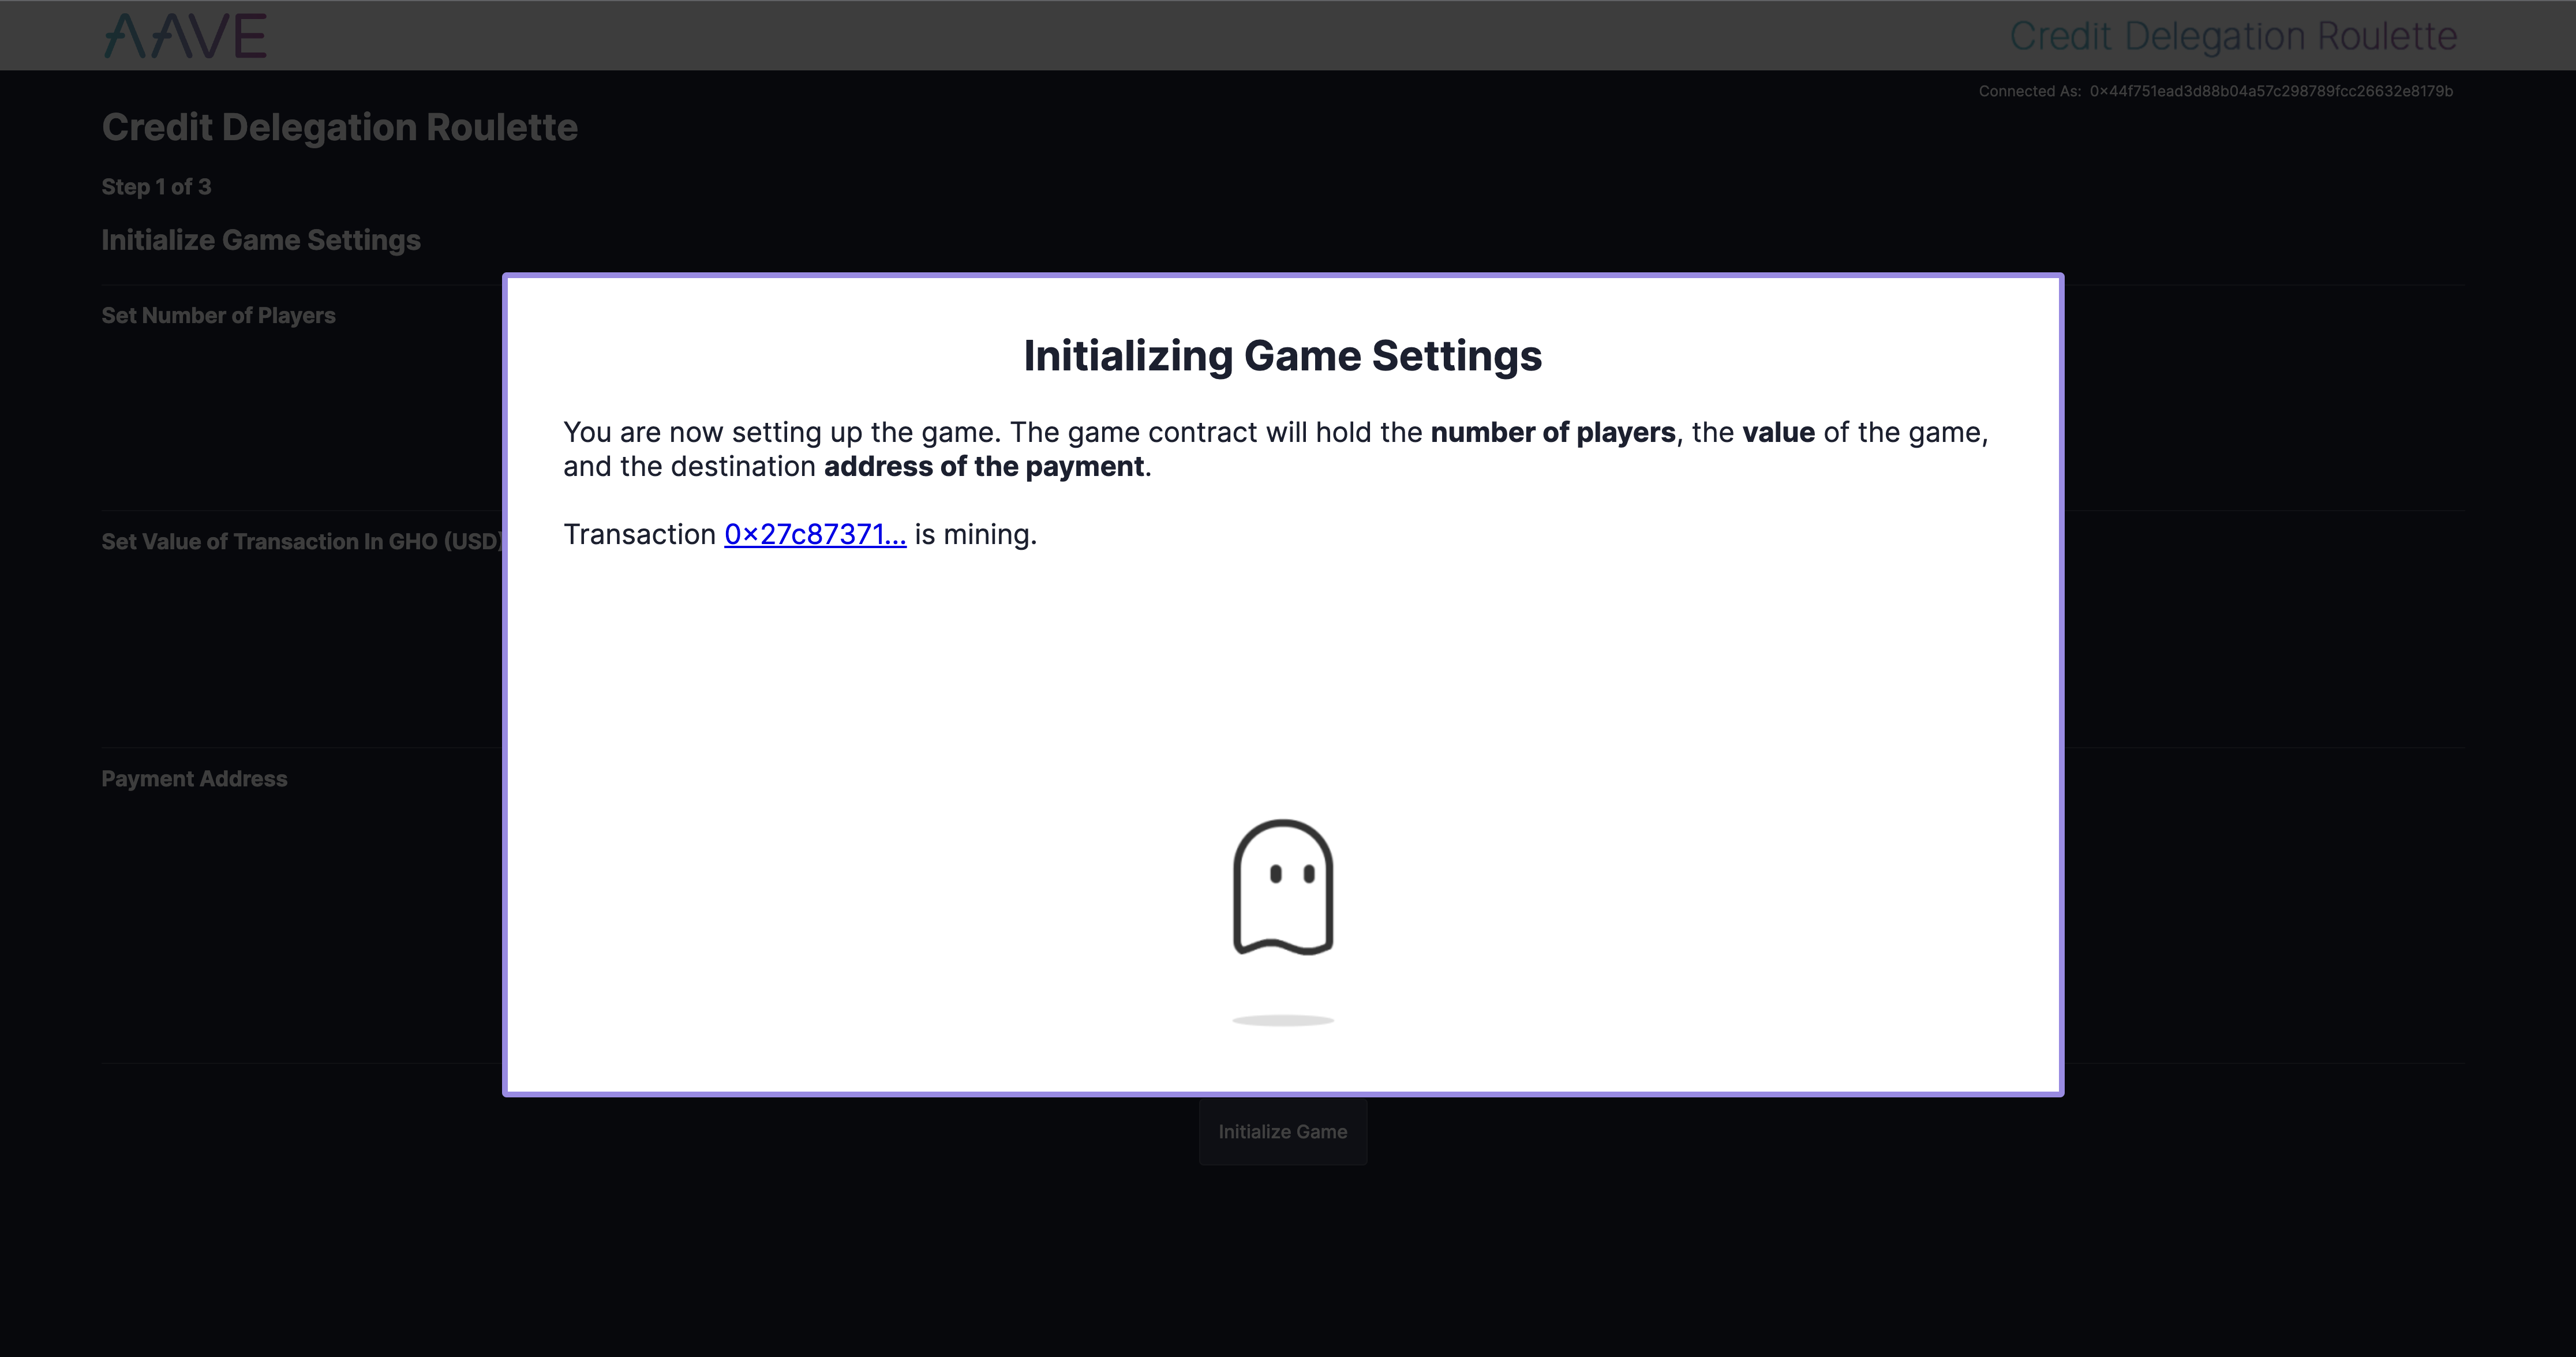 AAVE
Credit Delegation Roulette
Connected As: 0x44f751ead3d88b04a57c298789fcc26632e8179b
Credit Delegation Roulette
Step 1 of 3
Initialize Game Settings
Set Number of Players
Set Value of Transaction In GHO (USD)
Payment Address
Initializing Game Settings
You are now setting up the game. The game contract will hold the number of players, the value of the game,
and the destination address of the payment.
Transaction 0x27c87371... is mining.
Initialize Game